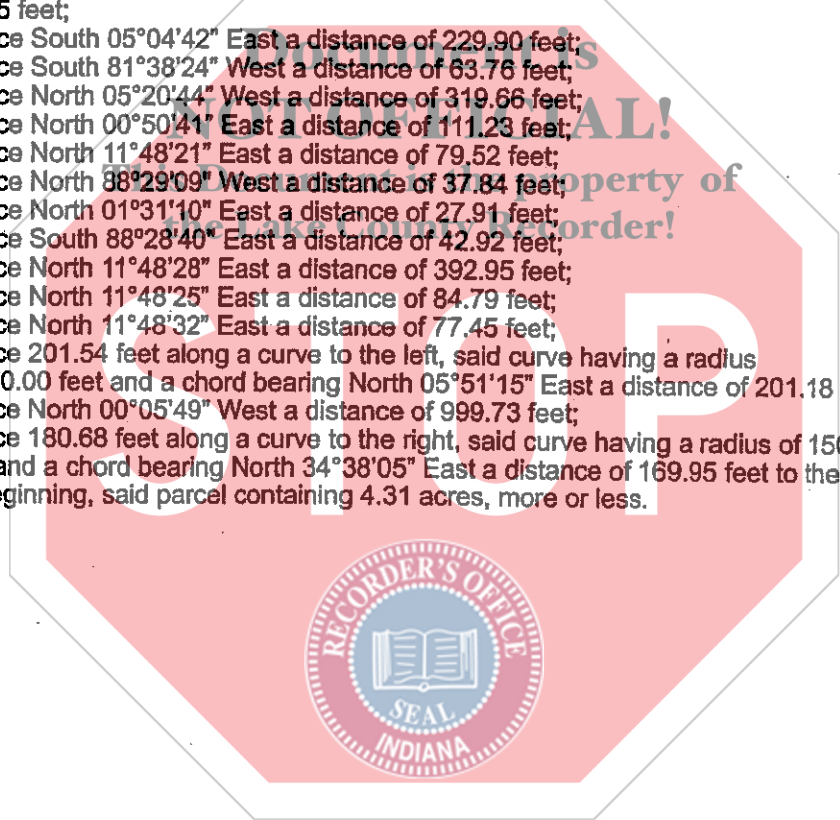 5 feet;
ce South 05°04'42" East a distance of 229.90 feet;
ce South 81°38'24" West a distance of 63.76 feet;
ce North 05°20'44" West a distance of 319.66 feet;
ce North 00°50'41" East a distance of 111.23 feet;
ce North 11°48'21" East a distance of 79.52 feet;
ce North 88°29'09" West a distance of 37.84 feet;
ce North 01°31'10" East a distance of 27.91 feet;
ce South 88°28'40" East a distance of 42.92 feet;
ce North 11°48'28" East a distance of 392.95 feet;
ce North 11°48'25" East a distance of 84.79 feet;
ce North 11°48'32" East a distance of 77.45 feet;
ce 201.54 feet along a curve to the left, said curve having a radius
0.00 feet and a chord bearing North 05°51'15" East a distance of 201.18
ce North 00°05'49" West a distance of 999.73 feet;
ce 180.68 feet along a curve to the right, said curve having a radius of 150
and a chord bearing North 34°38'05" East a distance of 169.95 feet to the
ginning, said parcel containing 4.31 acres, more or less.
Document is
NOT OFFICIAL!
This Document is the property of
the Lake County Recorder!
STOP
RECORDER'S OFFICE
SEAL
INDIANA